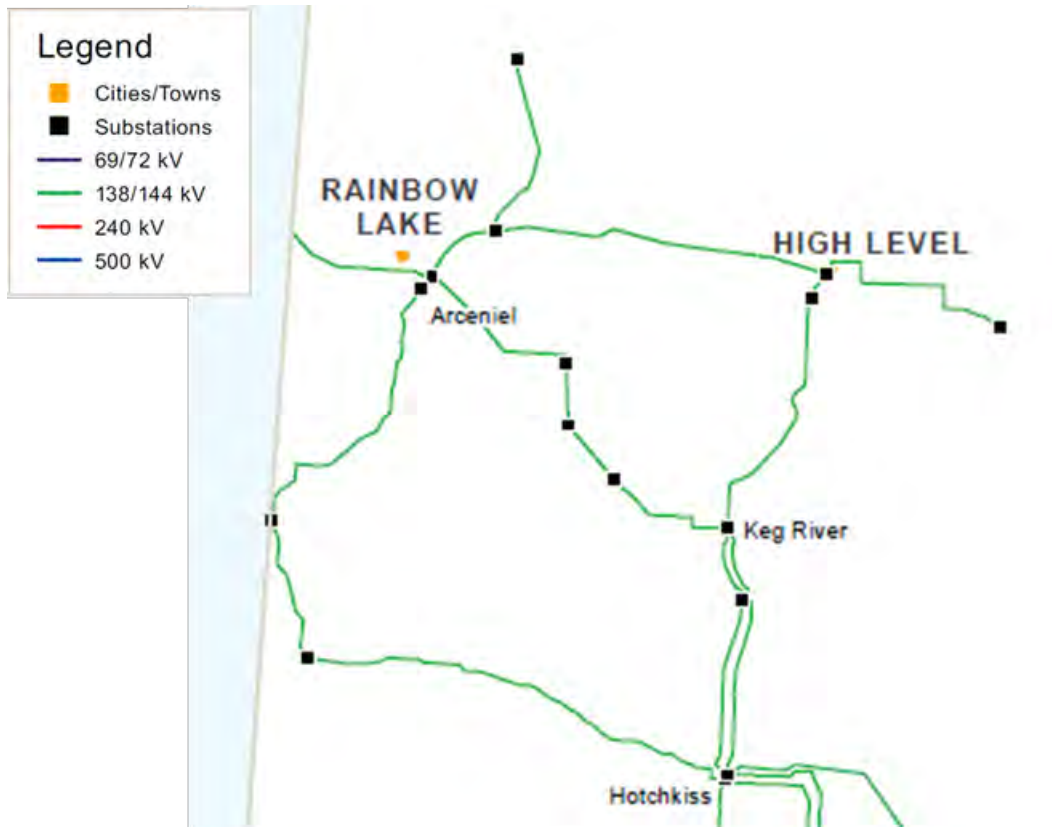 Legend
Cities/Towns
Substations
69/72 kV
138/144 kV
240 kV
500 kV
RAINBOW
LAKE
HIGH LEVEL
Arceniel
Keg River
Hotchkiss